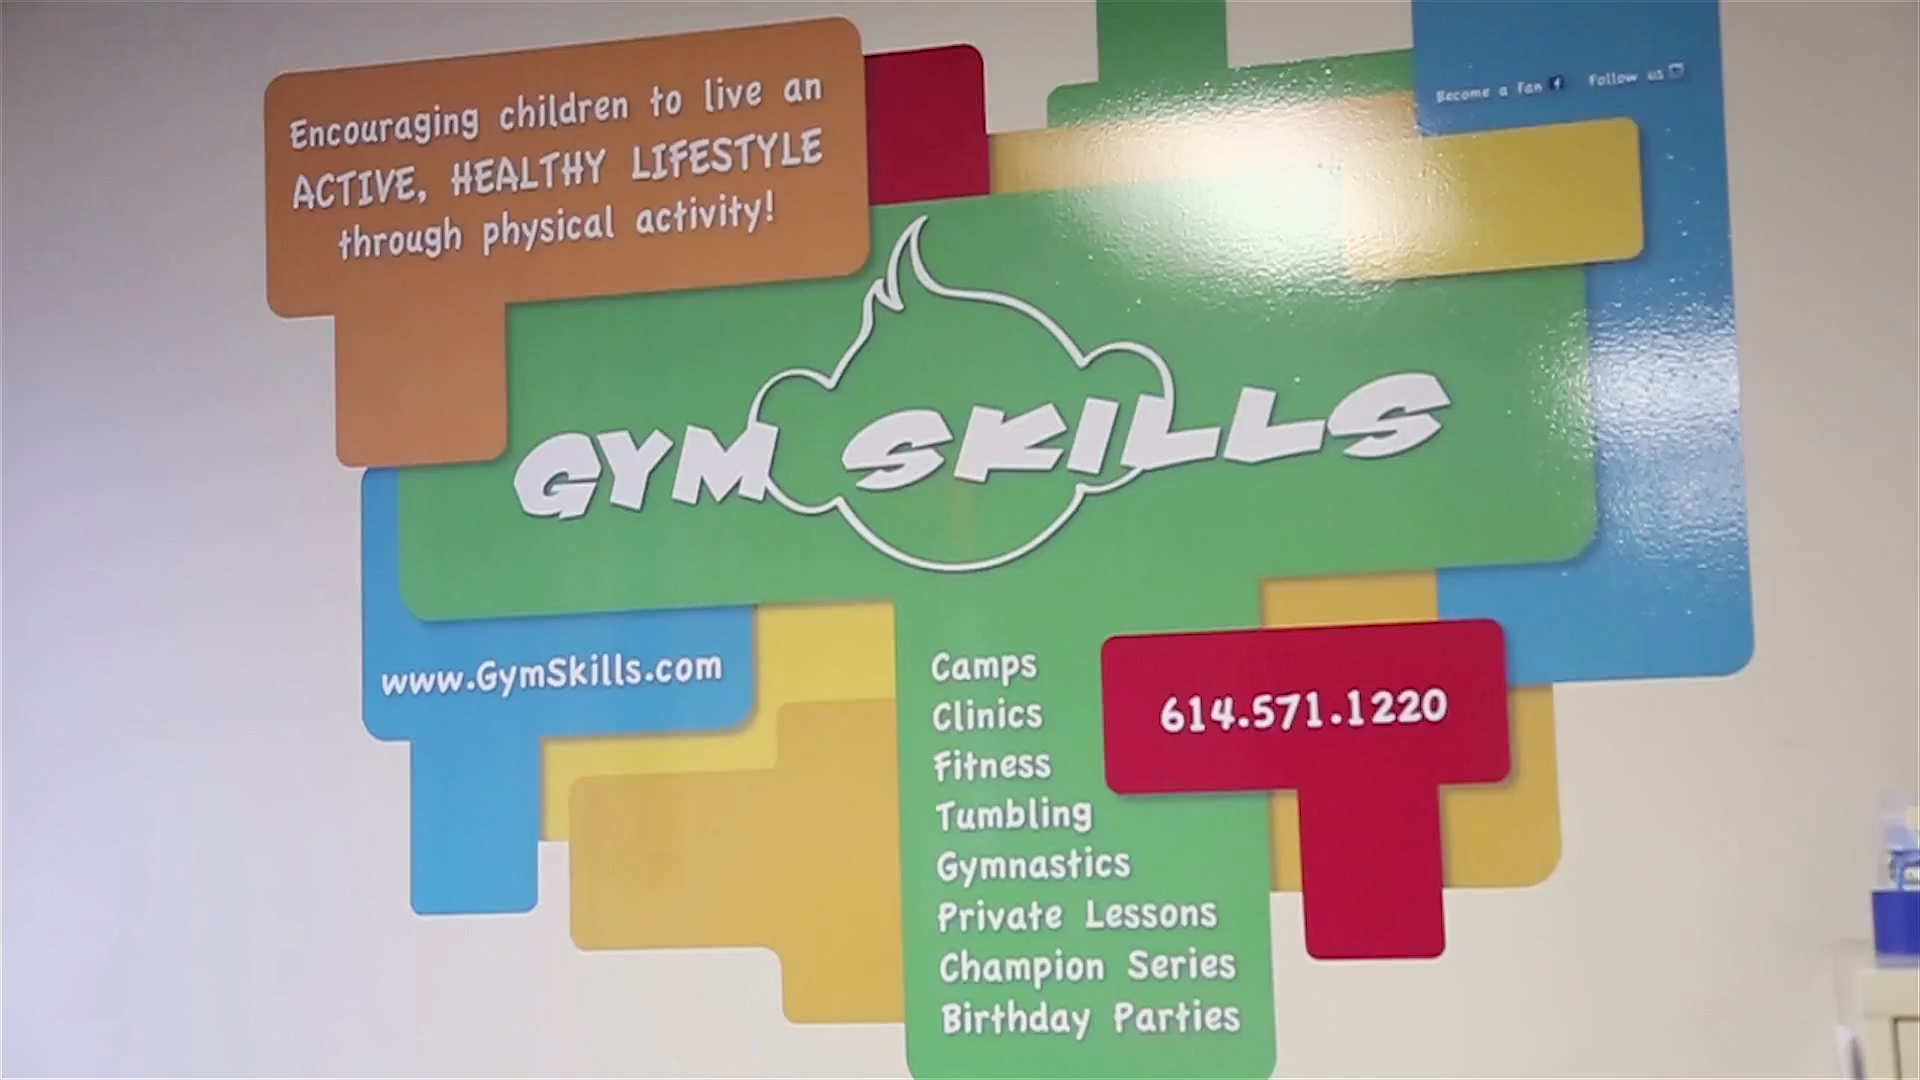 Encouraging children to live an
ACTIVE, HEALTHY LIFESTYLE
through physical activity!
Become a fan
Follow us
GYM SKILLS
www.GymSkills.com
614.571.1220
Camps
Clinics
Fitness
Tumbling
Gymnastics
Private Lessons
Champion Series
Birthday Parties